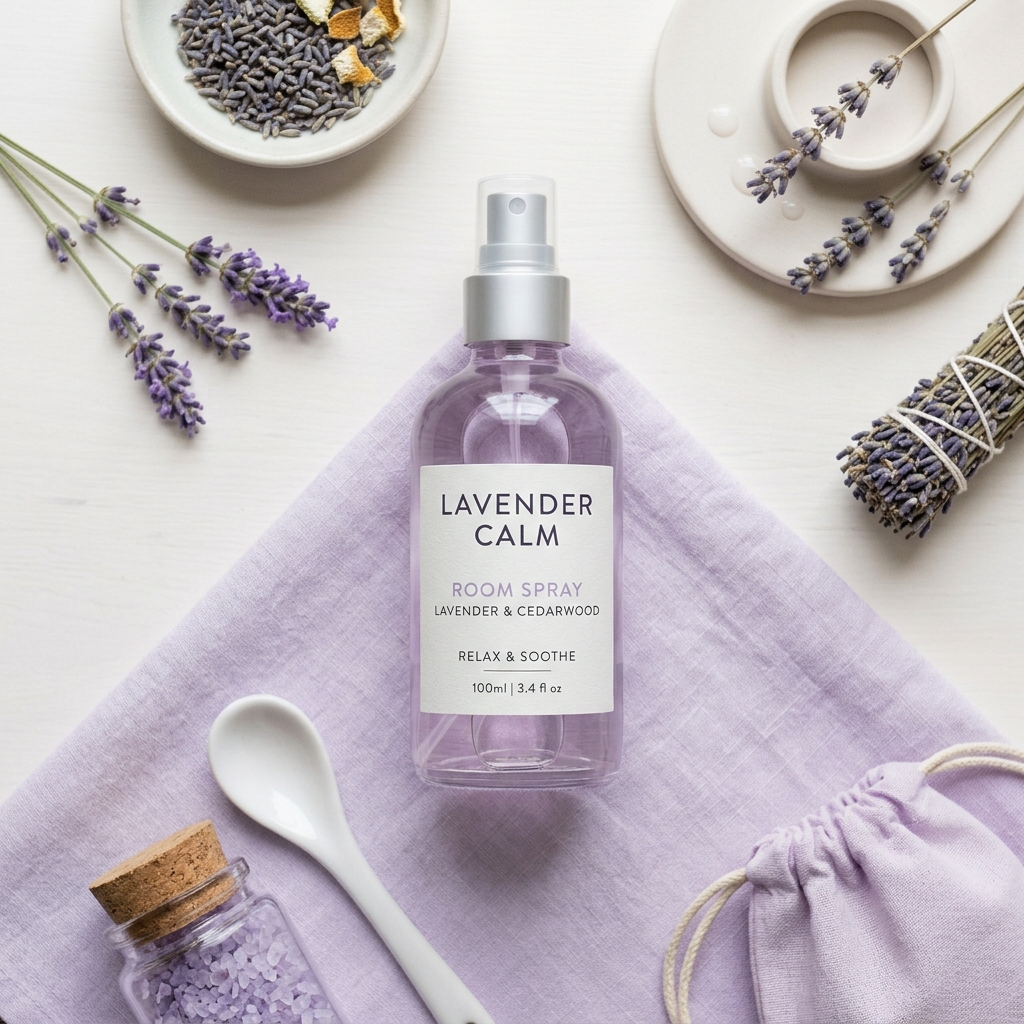 LAVENDER
CALM
ROOM SPRAY
LAVENDER & CEDARWOOD
RELAX & SOOTHE
100ml | 3.4 fl oz